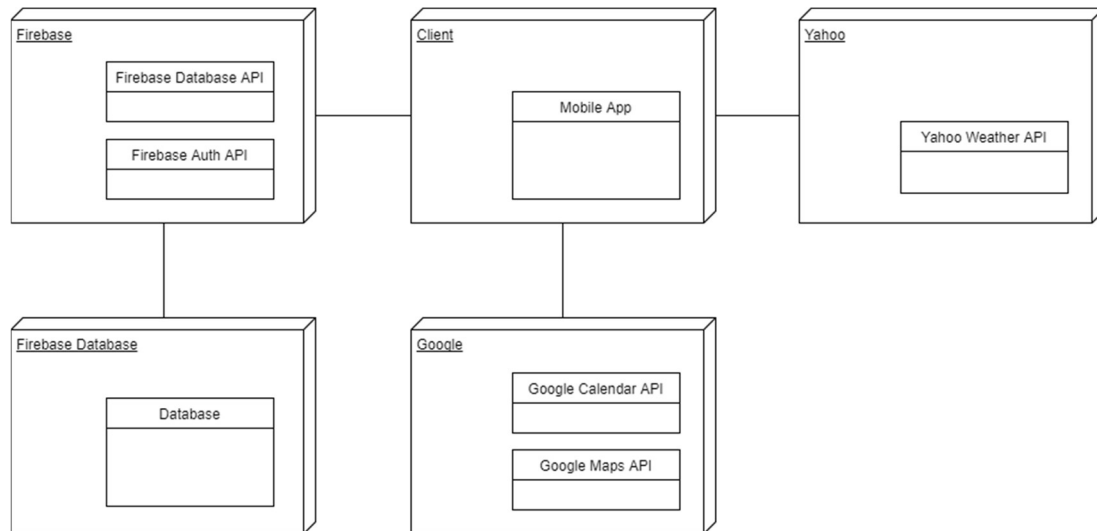 Firebase
Firebase Database API
Firebase Auth API
Client
Mobile App
Yahoo
Yahoo Weather API
Firebase Database
Database
Google
Google Calendar API
Google Maps API